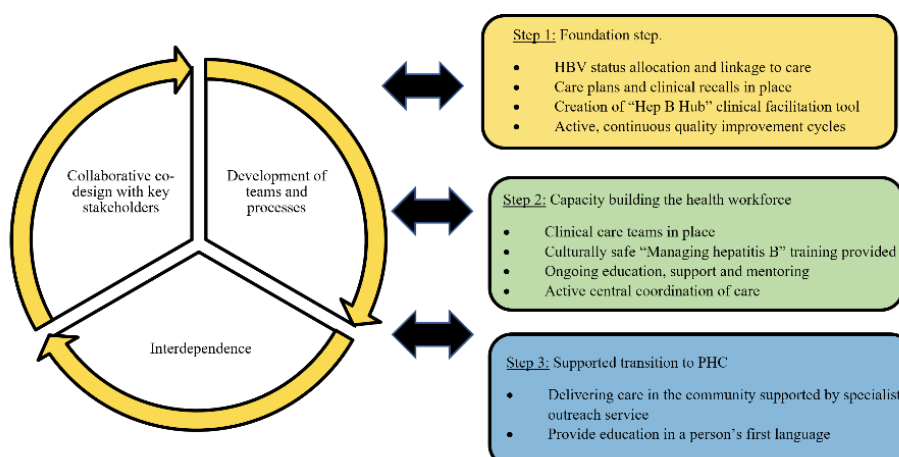 Collaborative co-
design with key
stakeholders
Development of
teams and
processes
Interdependence
Step 1: Foundation step.
• HBV status allocation and linkage to care
• Care plans and clinical recalls in place
• Creation of “Hep B Hub” clinical facilitation tool
• Active, continuous quality improvement cycles
Step 2: Capacity building the health workforce
• Clinical care teams in place
• Culturally safe “Managing hepatitis B” training provided
• Ongoing education, support and mentoring
• Active central coordination of care
Step 3: Supported transition to PHC
• Delivering care in the community supported by specialist
outreach service
• Provide education in a person’s first language